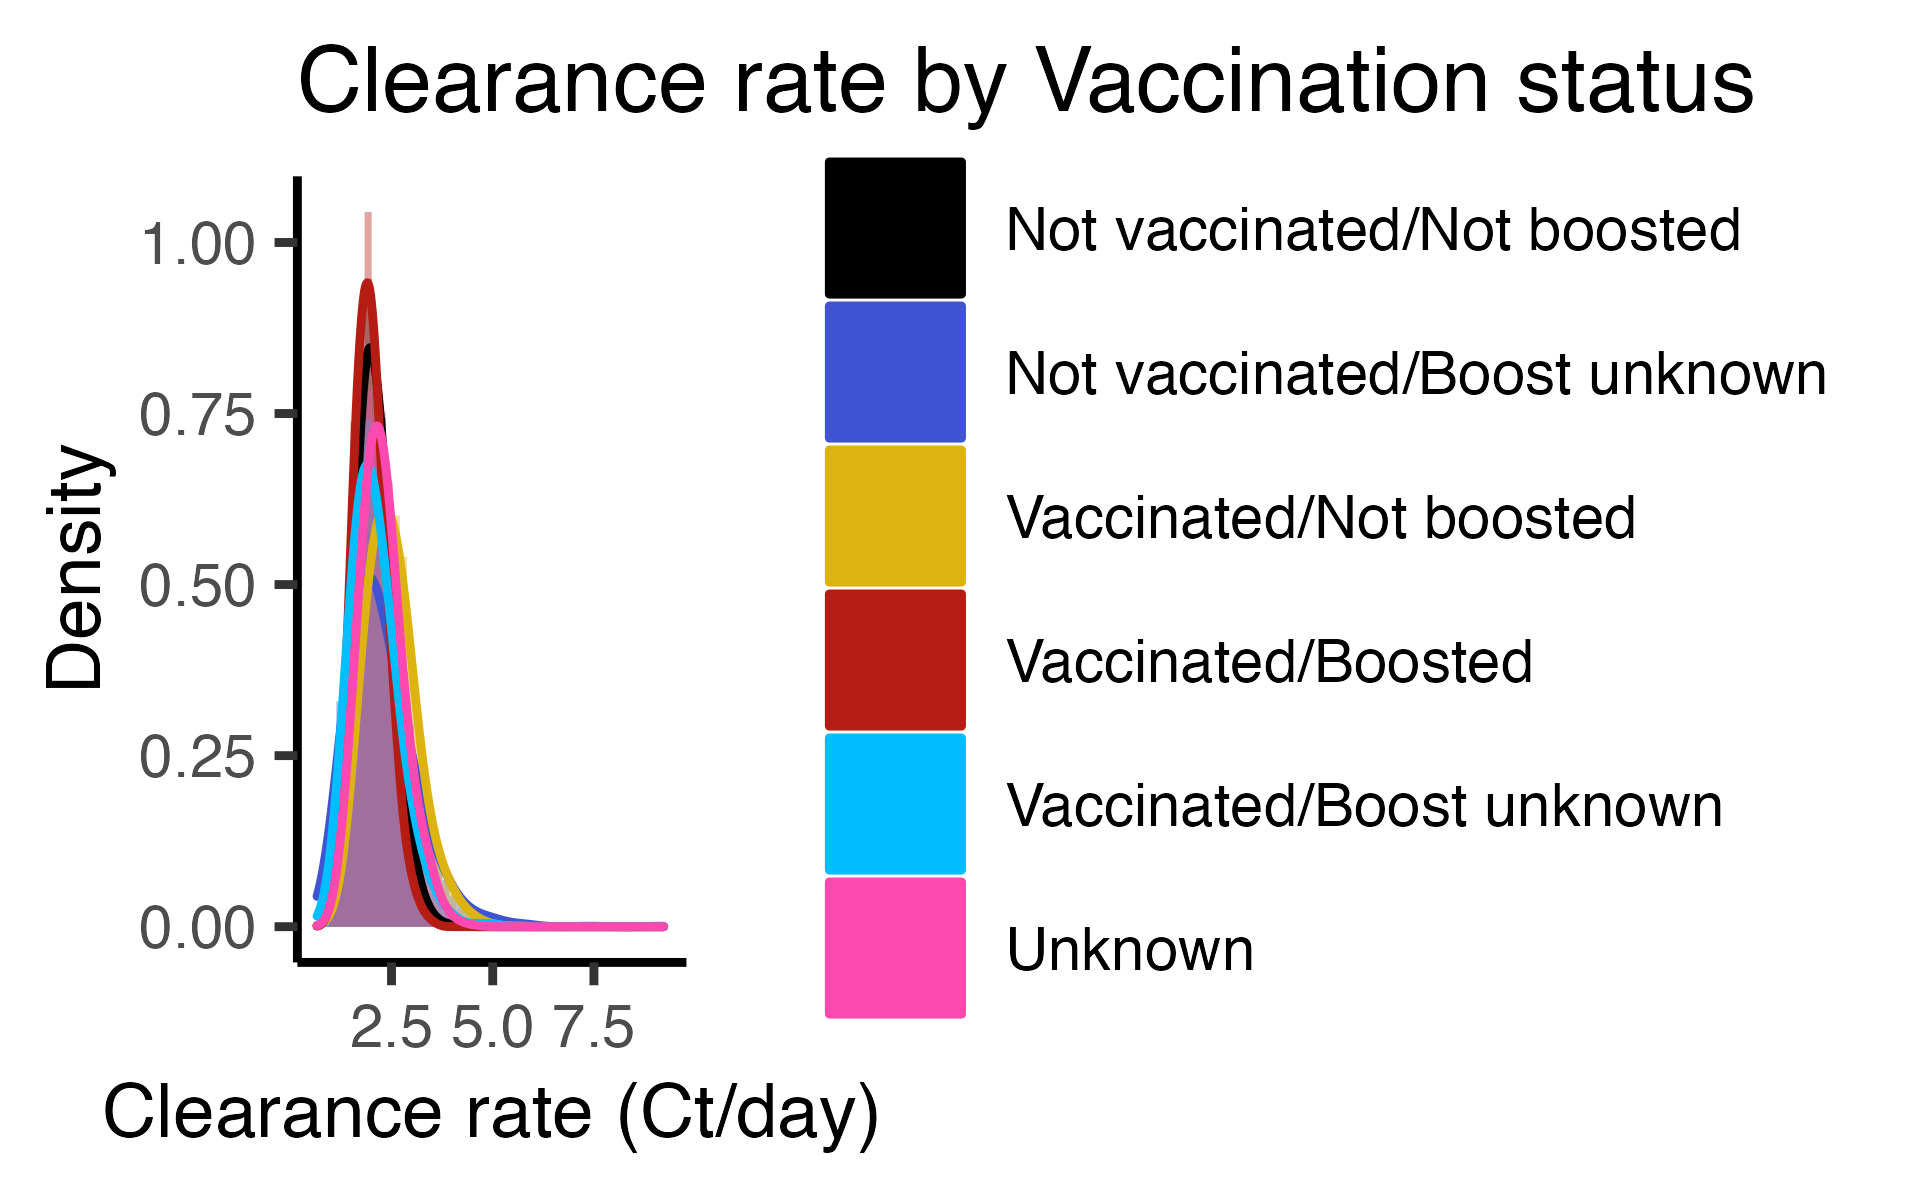 Clearance rate by Vaccination status
Density
1.00
0.75
0.50
0.25
0.00
2.5 5.0 7.5
Clearance rate (Ct/day)
Not vaccinated/Not boosted
Not vaccinated/Boost unknown
Vaccinated/Not boosted
Vaccinated/Boosted
Vaccinated/Boost unknown
Unknown